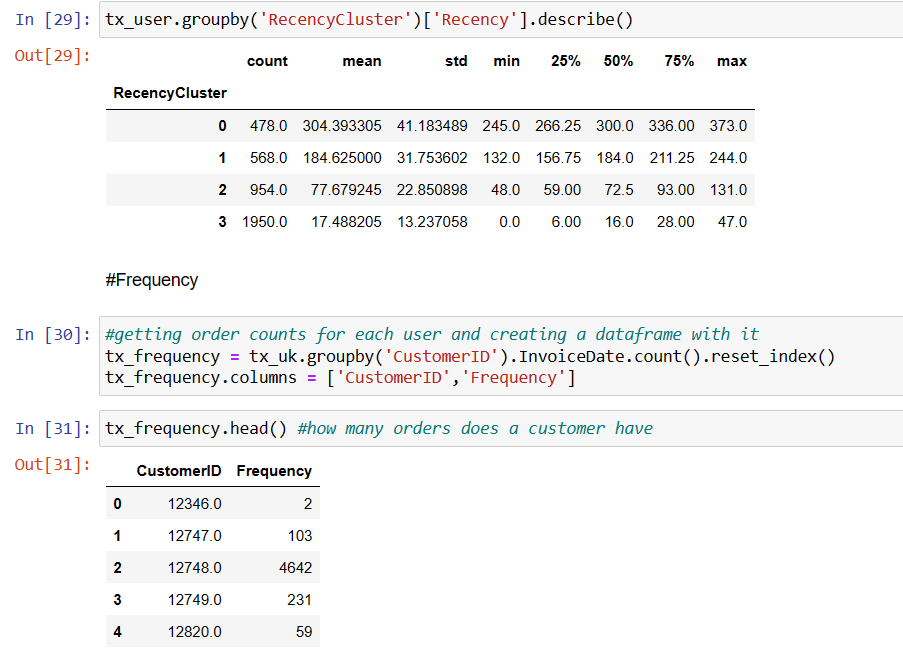 In [29]: tx_user.groupby('RecencyCluster')['Recency'].describe()
Out[29]:
count mean std min 25% 50% 75% max
RecencyCluster
0 478.0 304.393305 41.183489 245.0 266.25 300.0 336.00 373.0
1 568.0 184.625000 31.753602 132.0 156.75 184.0 211.25 244.0
2 954.0 77.679245 22.850898 48.0 59.00 72.5 93.00 131.0
3 1950.0 17.488205 13.237058 0.0 6.00 16.0 28.00 47.0
#Frequency
In [30]: #getting order counts for each user and creating a dataframe with it
tx_frequency = tx_uk.groupby('CustomerID').InvoiceDate.count().reset_index()
tx_frequency.columns = ['CustomerID','Frequency']
In [31]: tx_frequency.head() #how many orders does a customer have
Out[31]:
CustomerID Frequency
0 12346.0 2
1 12747.0 103
2 12748.0 4642
3 12749.0 231
4 12820.0 59